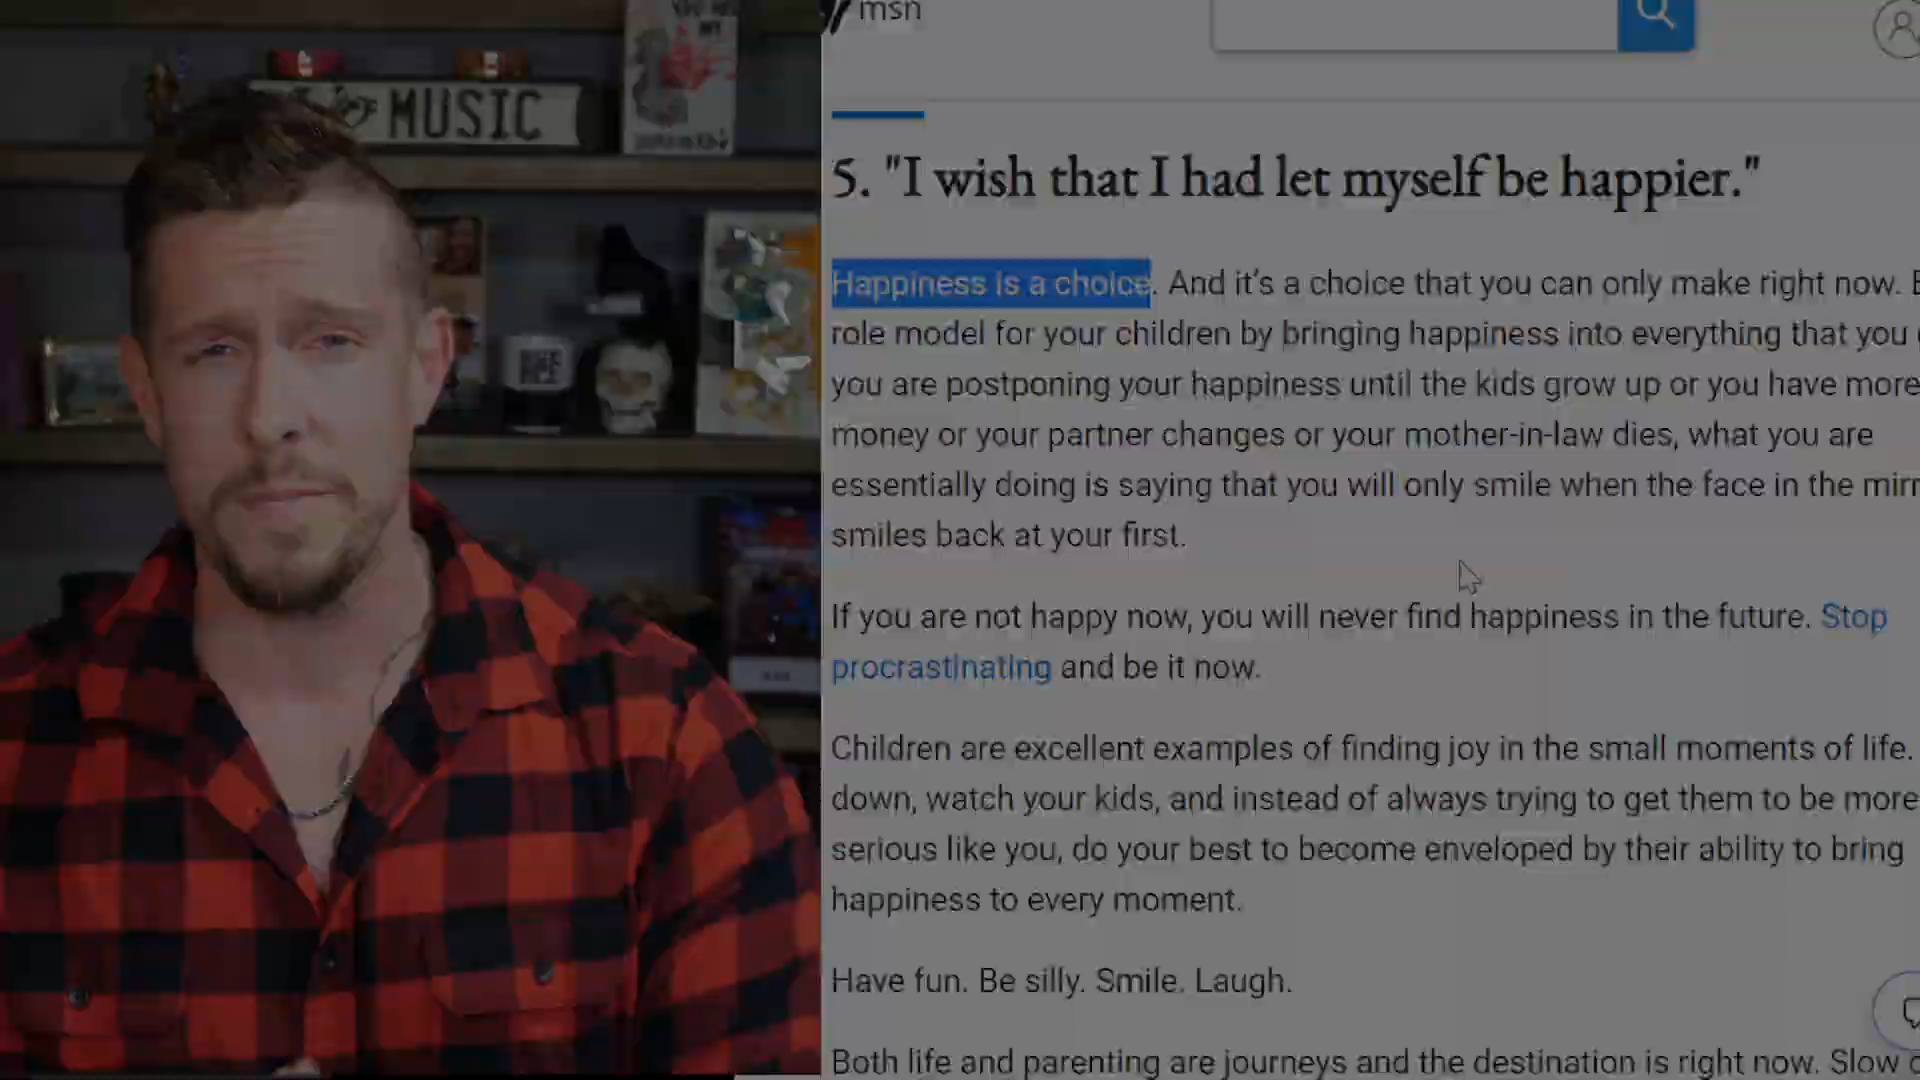 MUSIC
msn
5. "I wish that I had let myself be happier."
Happiness is a choice. And it's a choice that you can only make right now.
role model for your children by bringing happiness into everything that you
you are postponing your happiness until the kids grow up or you have more
money or your partner changes or your mother-in-law dies, what you are
essentially doing is saying that you will only smile when the face in the
smiles back at your first.
If you are not happy now, you will never find happiness in the future. Stop
procrastinating and be it now.
Children are excellent examples of finding joy in the small moments of life.
down, watch your kids, and instead of always trying to get them to be more
serious like you, do your best to become enveloped by their ability to bring
happiness to every moment.
Have fun. Be silly. Smile. Laugh.
Both life and parenting are journeys and the destination is right now. Slow